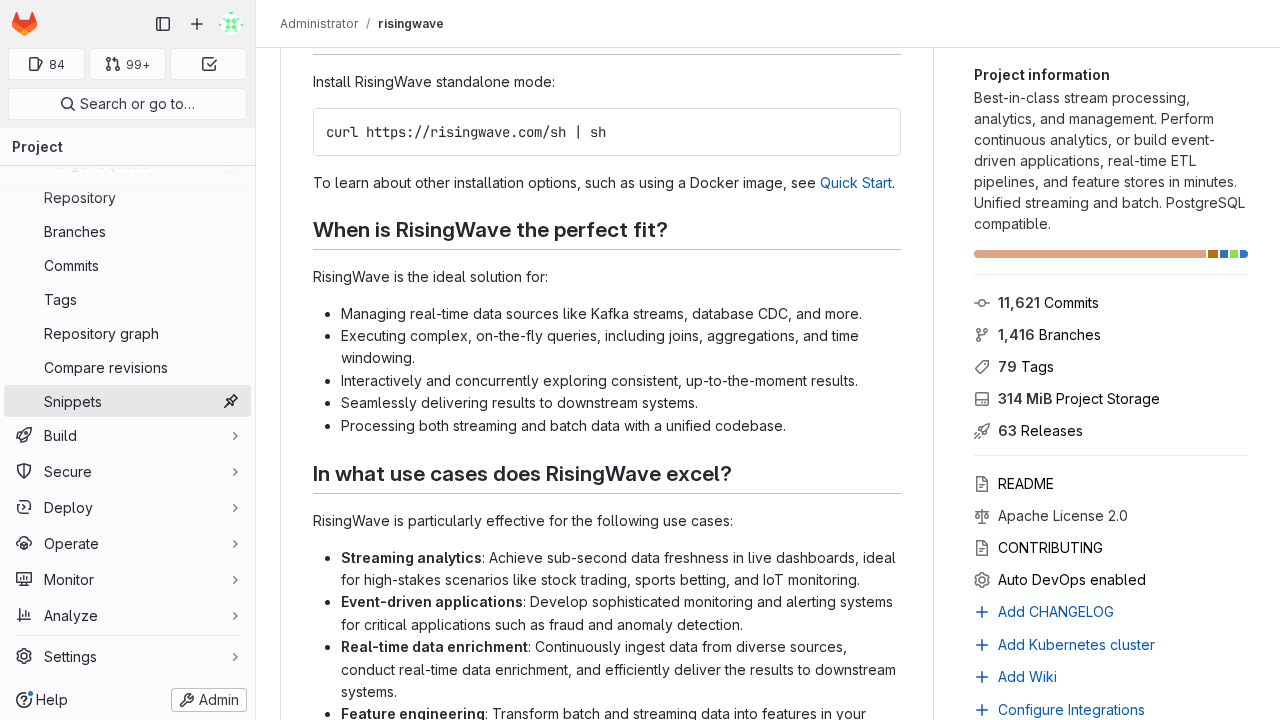 Administrator / risingwave
84
99+
Search or go to…
Project
Repository
Branches
Commits
Tags
Repository graph
Compare revisions
Snippets
Build
Secure
Deploy
Operate
Monitor
Analyze
Settings
Help
Admin
Install RisingWave standalone mode:
curl https://risingwave.com/sh | sh
To learn about other installation options, such as using a Docker image, see Quick Start.
When is RisingWave the perfect fit?
RisingWave is the ideal solution for:
Managing real-time data sources like Kafka streams, database CDC, and more.
Executing complex, on-the-fly queries, including joins, aggregations, and time
windowing.
Interactively and concurrently exploring consistent, up-to-the-moment results.
Seamlessly delivering results to downstream systems.
Processing both streaming and batch data with a unified codebase.
In what use cases does RisingWave excel?
RisingWave is particularly effective for the following use cases:
Streaming analytics: Achieve sub-second data freshness in live dashboards, ideal
for high-stakes scenarios like stock trading, sports betting, and IoT monitoring.
Event-driven applications: Develop sophisticated monitoring and alerting systems
for critical applications such as fraud and anomaly detection.
Real-time data enrichment: Continuously ingest data from diverse sources,
conduct real-time data enrichment, and efficiently deliver the results to downstream
systems.
Feature engineering: Transform batch and streaming data into features in your
Project information
Best-in-class stream processing,
analytics, and management. Perform
continuous analytics, or build event-
driven applications, real-time ETL
pipelines, and feature stores in minutes.
Unified streaming and batch. PostgreSQL
compatible.
11,621 Commits
1,416 Branches
79 Tags
314 MiB Project Storage
63 Releases
README
Apache License 2.0
CONTRIBUTING
Auto DevOps enabled
Add CHANGELOG
Add Kubernetes cluster
Add Wiki
Configure Integrations